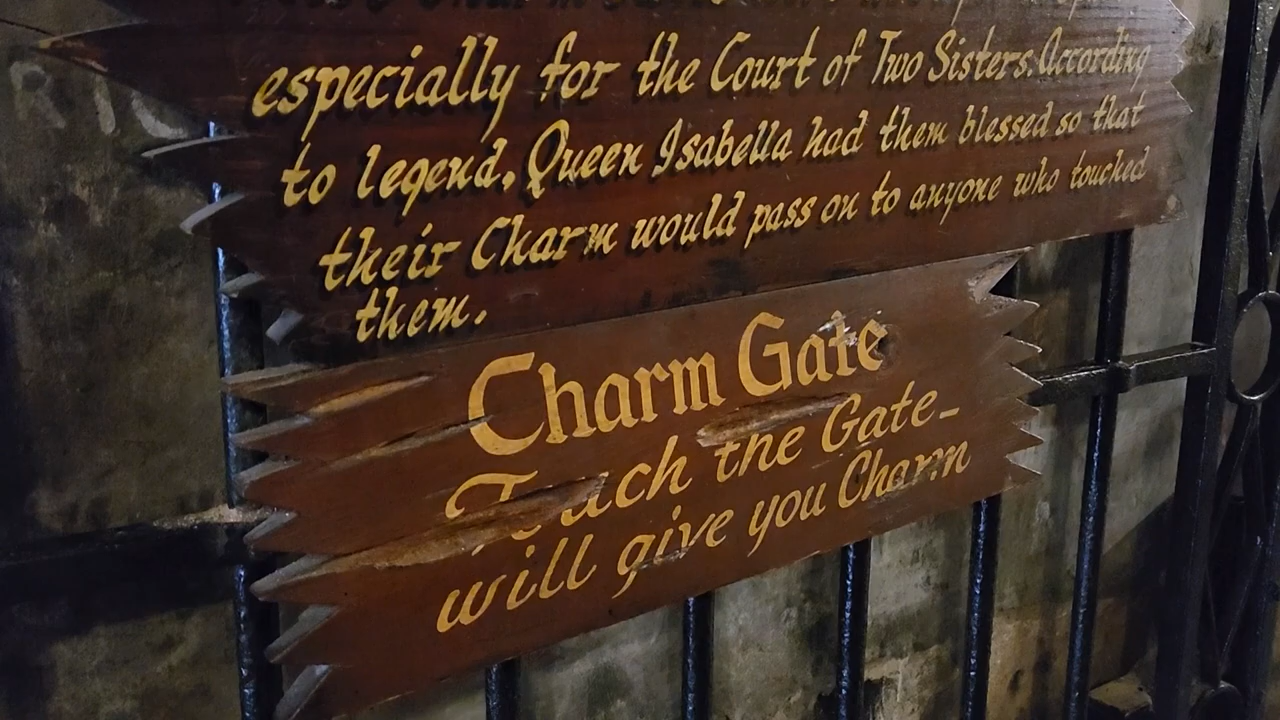 especially for the Court of Two Sisters. According
to legend, Queen Isabella had them blessed so that
their Charm would pass on to anyone who touched
them.
Charm Gate
the Gate-
will give you Charm